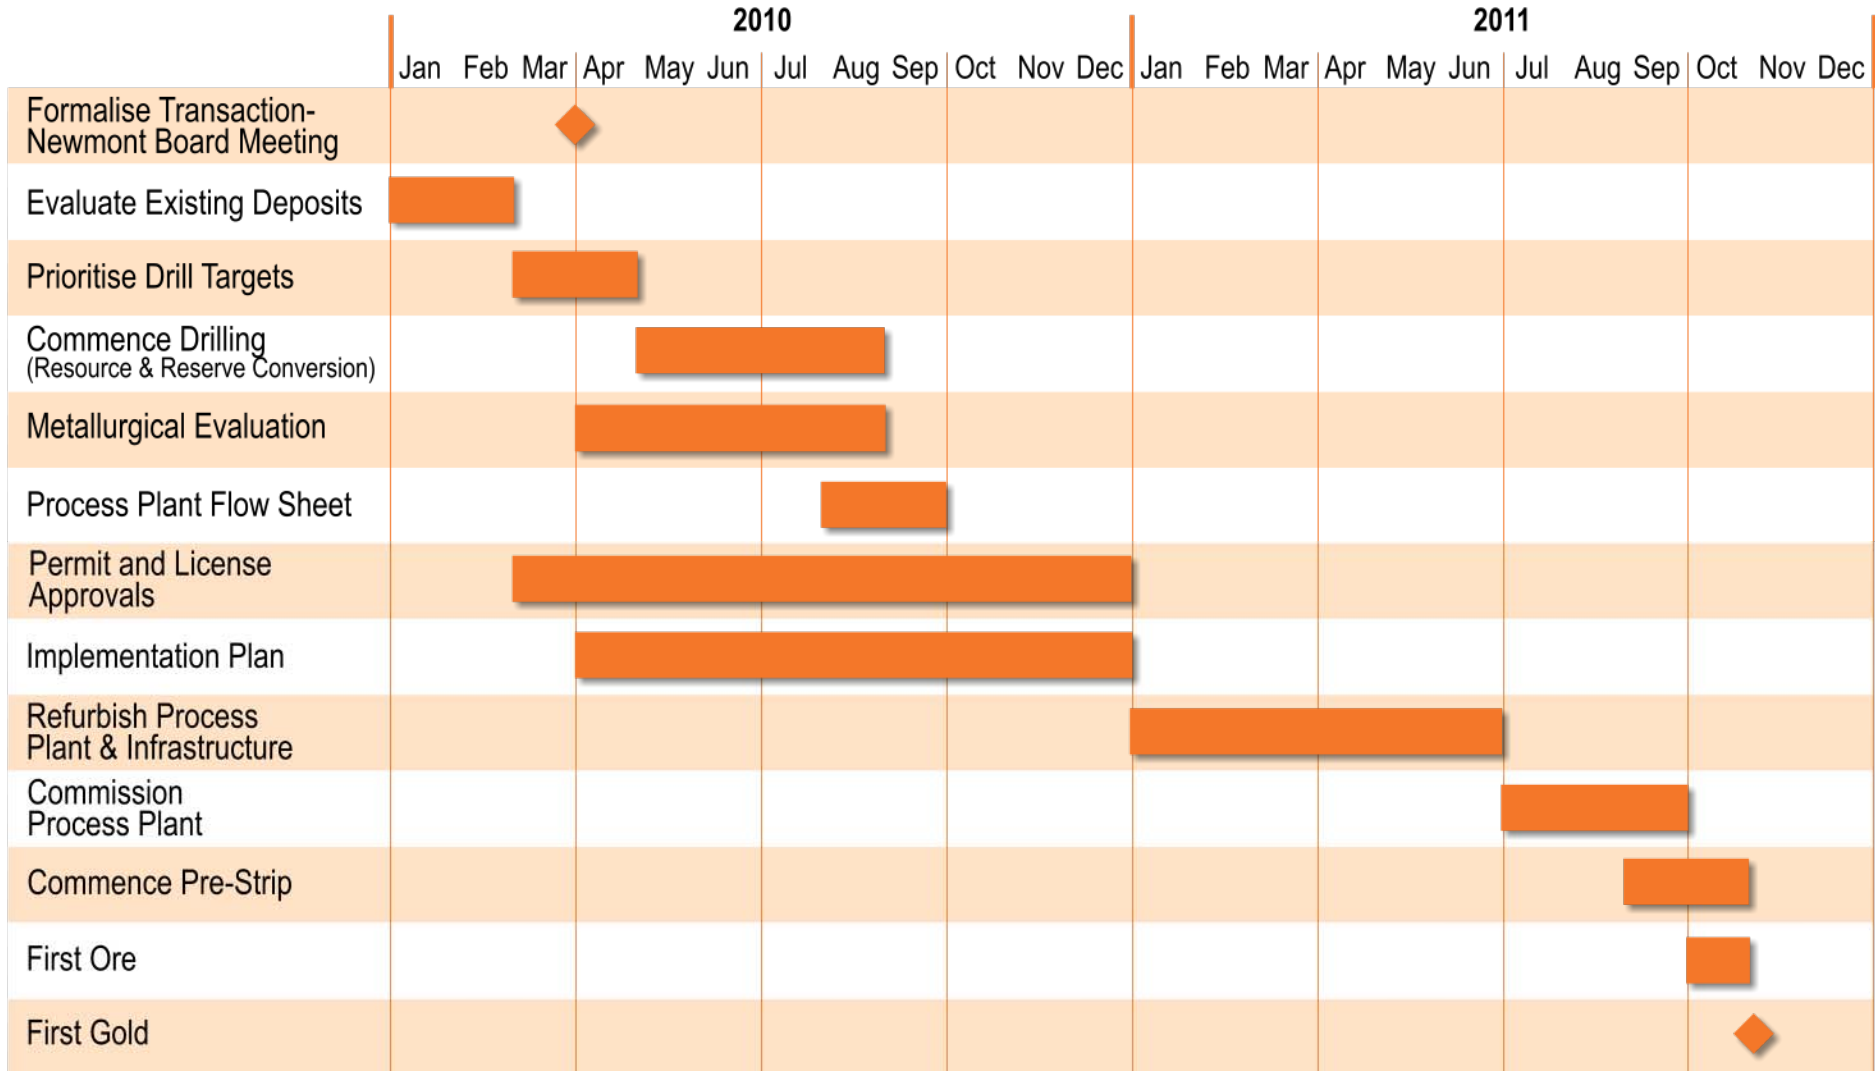 2010 2011
Jan Feb Mar Apr May Jun Jul Aug Sep Oct Nov Dec Jan Feb Mar Apr May Jun Jul Aug Sep Oct Nov Dec
Formalise Transaction-
Newmont Board Meeting
Evaluate Existing Deposits
Prioritise Drill Targets
Commence Drilling
(Resource & Reserve Conversion)
Metallurgical Evaluation
Process Plant Flow Sheet
Permit and License
Approvals
Implementation Plan
Refurbish Process
Plant & Infrastructure
Commission
Process Plant
Commence Pre-Strip
First Ore
First Gold